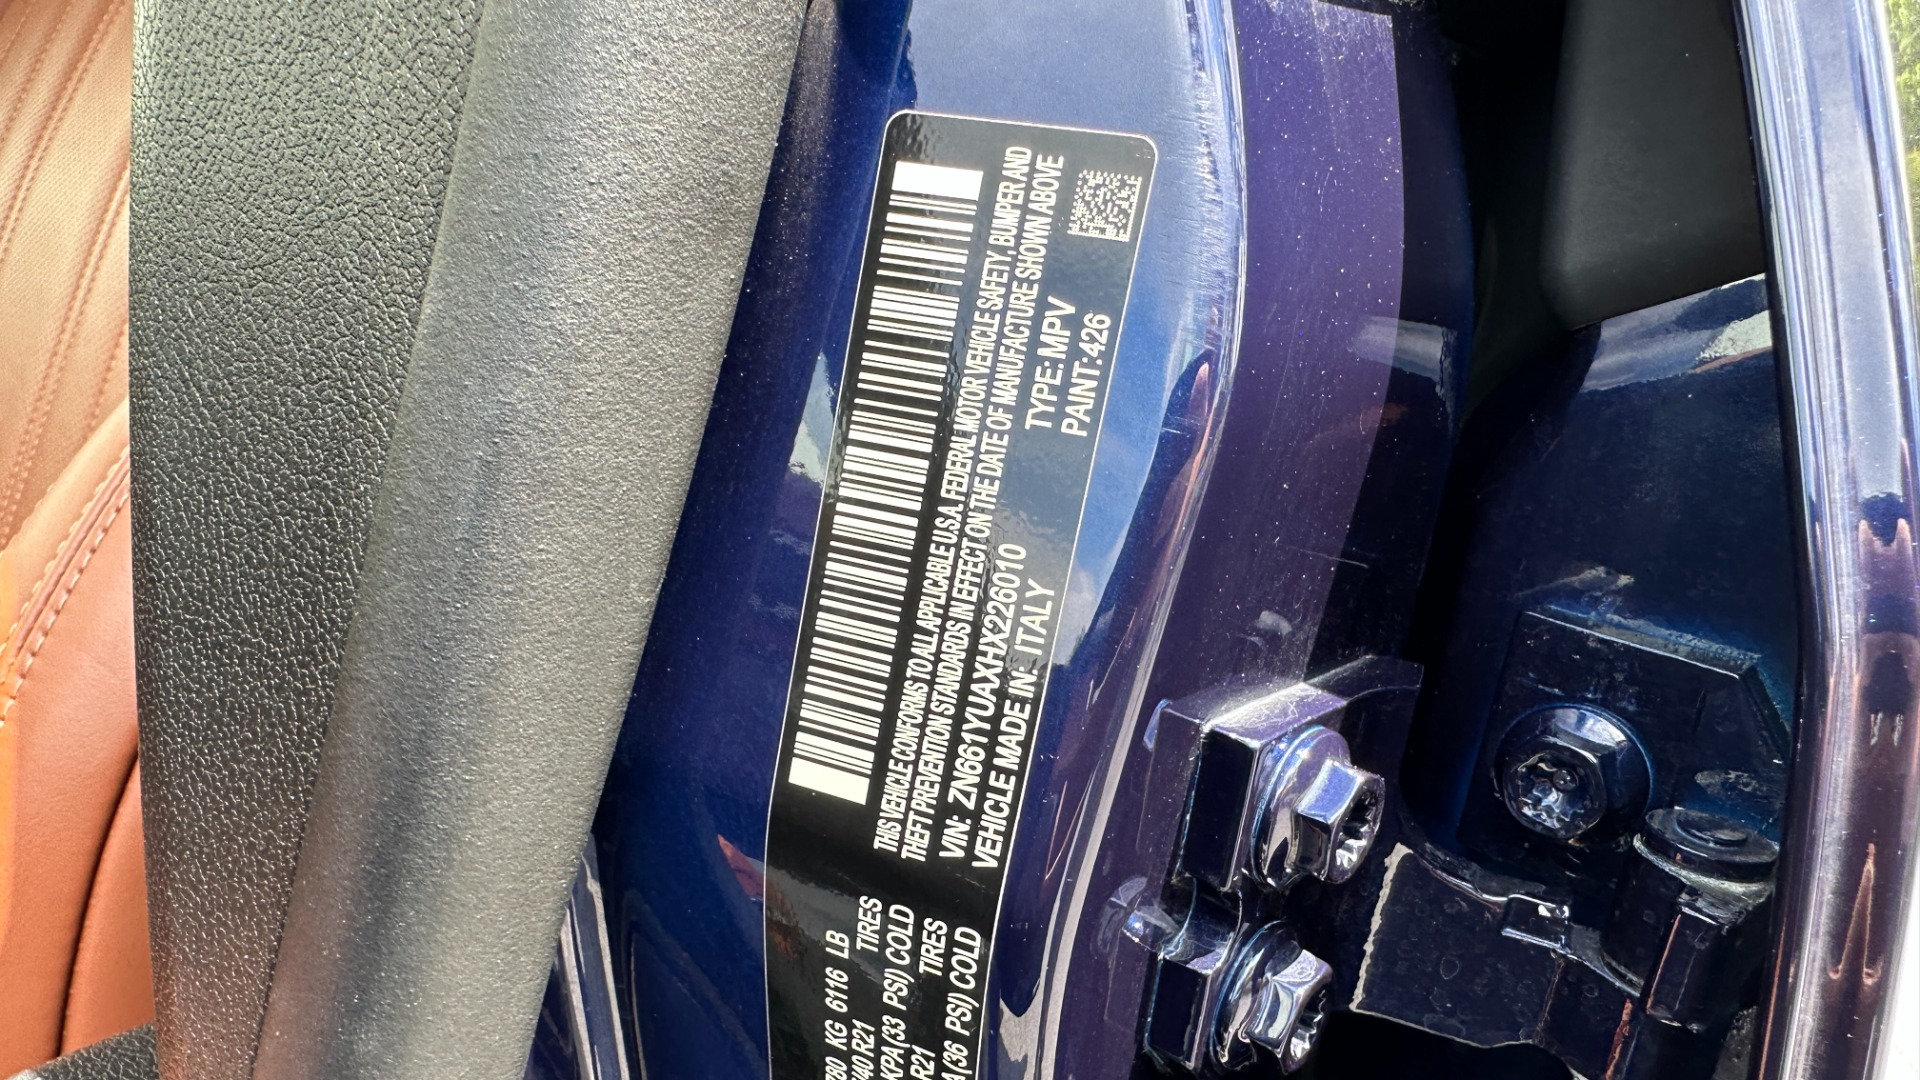 780 KG 6116 LB
/40 R21 TIRES
KPA (33 PSI) COLD
R21 TIRES
(36 PSI) COLD
THIS VEHICLE CONFORMS TO ALL APPLICABLE U.S.A. FEDERAL MOTOR VEHICLE SAFETY, BUMPER AND
THEFT PREVENTION STANDARDS IN EFFECT ON THE DATE OF MANUFACTURE SHOWN ABOVE
VIN: ZN661YUAXHX226010 TYPE: MPV
VEHICLE MADE IN: ITALY PAINT: 426